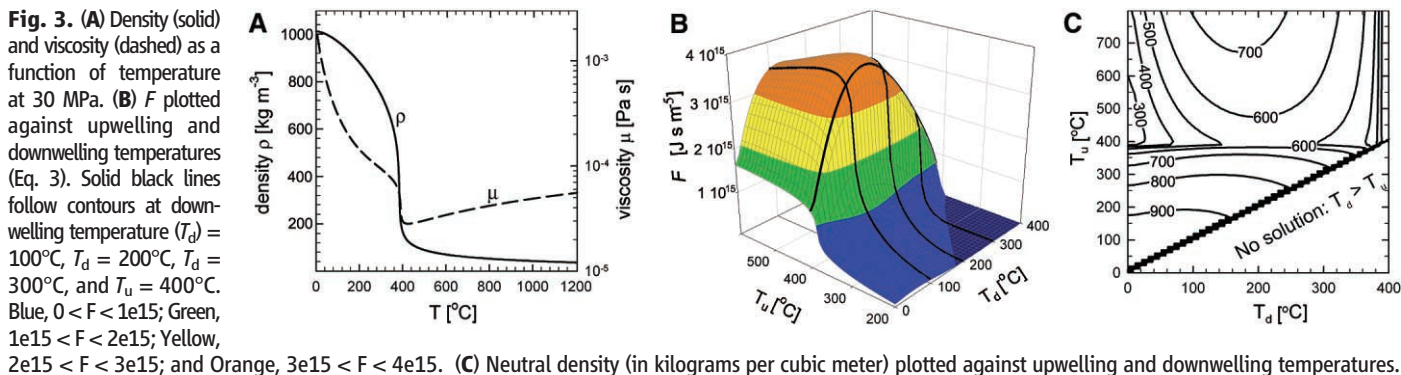 Fig. 3. (A) Density (solid)
and viscosity (dashed) as a
function of temperature
at 30 MPa. (B) F plotted
against upwelling and
downwelling temperatures
(Eq. 3). Solid black lines
follow contours at down-
welling temperature (Td) =
100°C, Td = 200°C, Td =
300°C, and Tu = 400°C.
Blue, 0 < F < 1e15; Green,
1e15 < F < 2e15; Yellow,
2e15 < F < 3e15; and Orange, 3e15 < F < 4e15. (C) Neutral density (in kilograms per cubic meter) plotted against upwelling and downwelling temperatures.
A
1000
800
600
400
200
density ρ [kg m⁻³]
ρ
μ
10⁻³
10⁻⁴
10⁻⁵
viscosity μ [Pa s]
0 200 400 600 800 1000 1200
T [°C]
B
4 10¹⁵
3 10¹⁵
2 10¹⁵
1 10¹⁵
F [J s m⁵]
500
400
300
200
Tu [°C]
0
100
200
300
400
Td [°C]
C
700
600
500
400
300
200
100
0
Tu [°C]
500
400
300
700
600
600
700
800
900
No solution: Td > Tu
0 100 200 300 400
Td [°C]